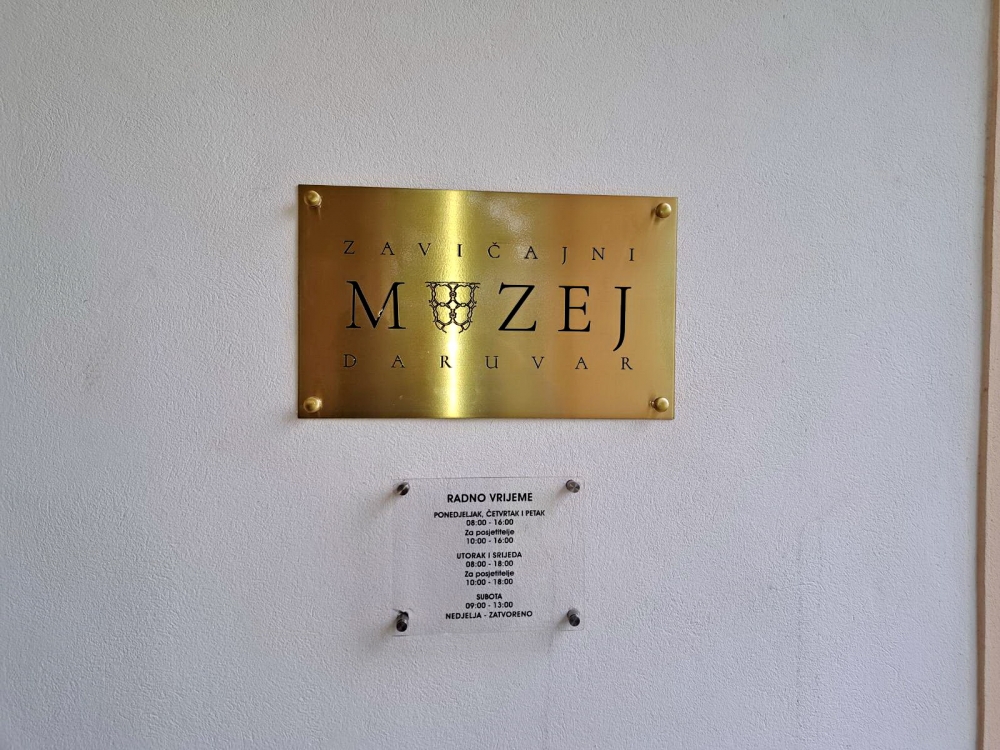 ZAVIČAJNI
MUZEJ
DARUVAR
RADNO VRIJEME
PONEDJELJAK, ČETVRTAK I PETAK
08:00 - 16:00
Za posjetitelje
10:00 - 16:00
UTORAK I SRIJEDA
08:00 - 18:00
Za posjetitelje
10:00 - 18:00
SUBOTA
09:00 - 13:00
NEDJELJA - ZATVORENO